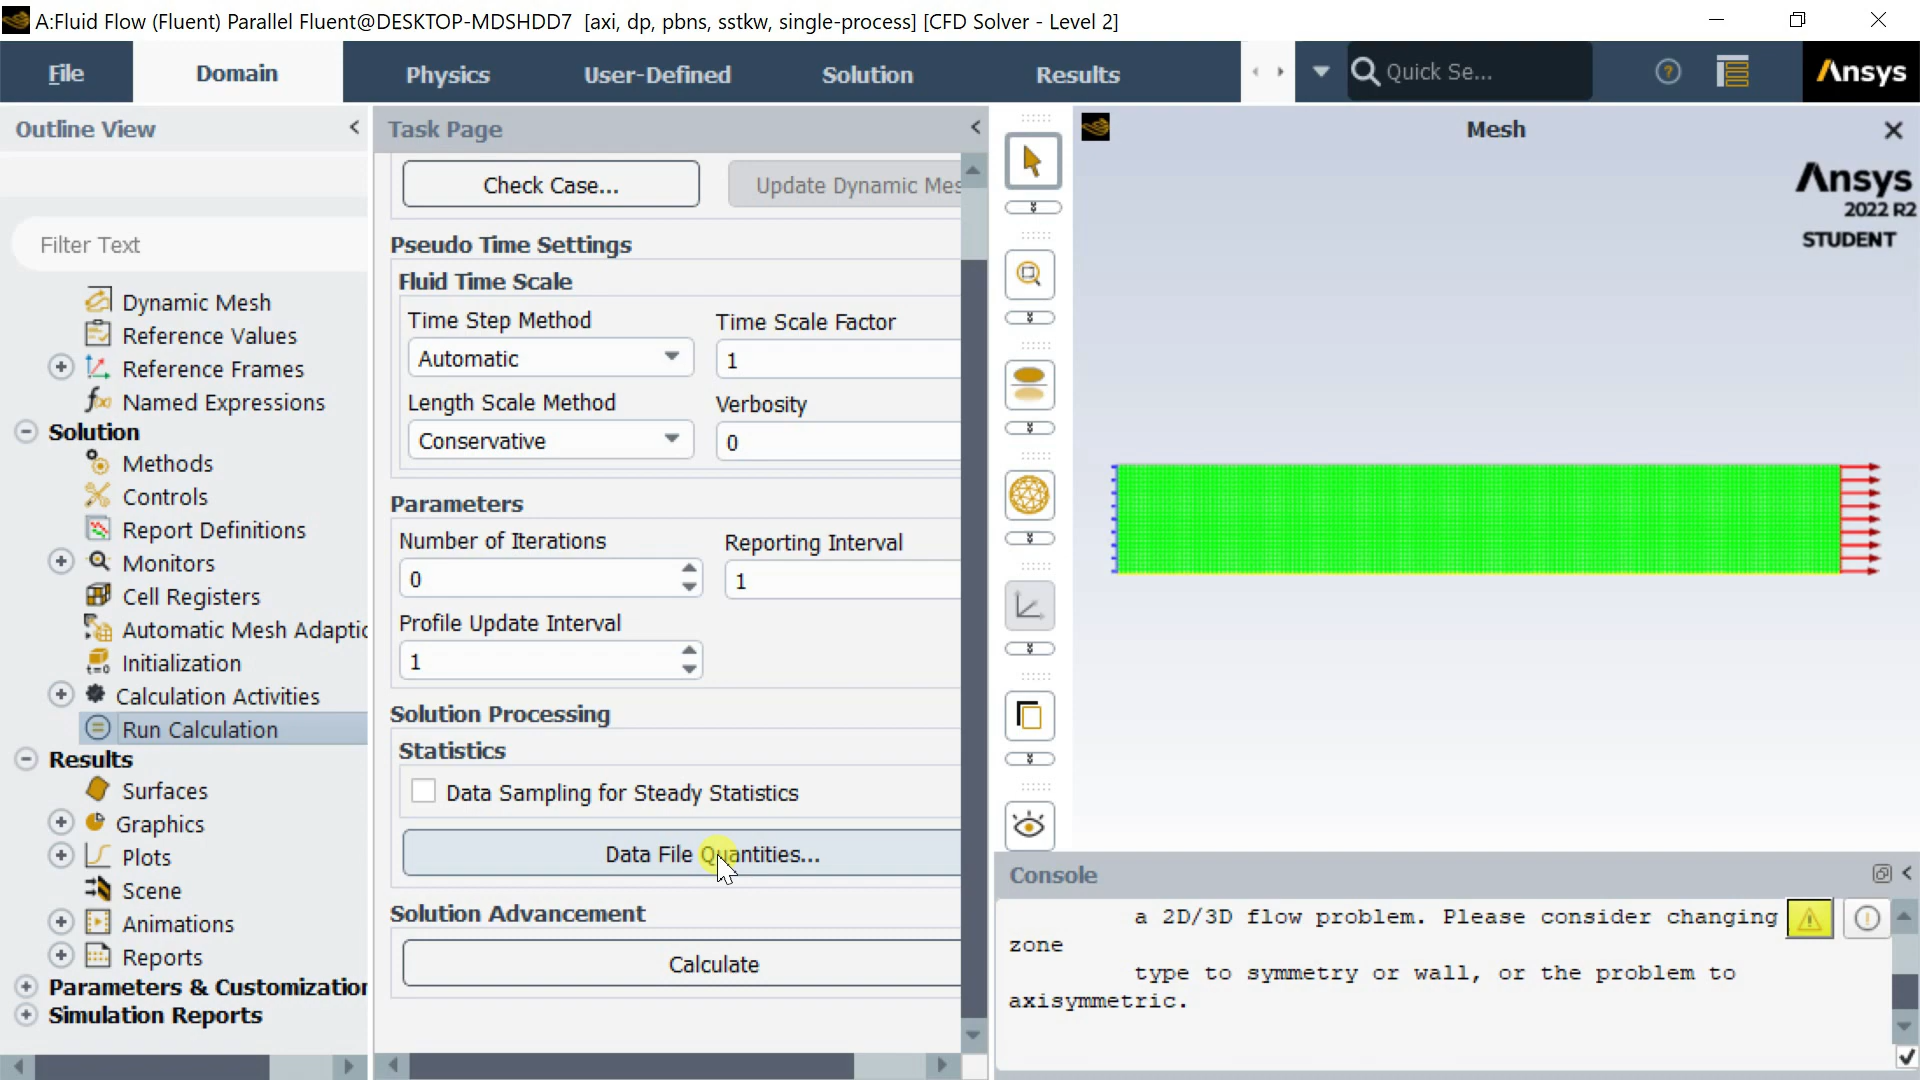 A:Fluid Flow (Fluent) Parallel Fluent@DESKTOP-MDSHDD7 [axi, dp, pbns, sstkw, single-process] [CFD Solver - Level 2]
File Domain Physics User-Defined Solution Results Quick Se... Ansys
Outline View
Filter Text
Dynamic Mesh
Reference Values
Reference Frames
Named Expressions
Solution
Methods
Controls
Report Definitions
Monitors
Cell Registers
Automatic Mesh Adaptic
Initialization
Calculation Activities
Run Calculation
Results
Surfaces
Graphics
Plots
Scene
Animations
Reports
Parameters & Customization
Simulation Reports
Task Page
Check Case... Update Dynamic Mes
Pseudo Time Settings
Fluid Time Scale
Time Step Method Time Scale Factor
Automatic 1
Length Scale Method Verbosity
Conservative 0
Parameters
Number of Iterations Reporting Interval
0 1
Profile Update Interval
1
Solution Processing
Statistics
Data Sampling for Steady Statistics
Data File Quantities...
Solution Advancement
Calculate
Mesh
Ansys
2022 R2
STUDENT
Console
a 2D/3D flow problem. Please consider changing
zone
type to symmetry or wall, or the problem to
axisymmetric.